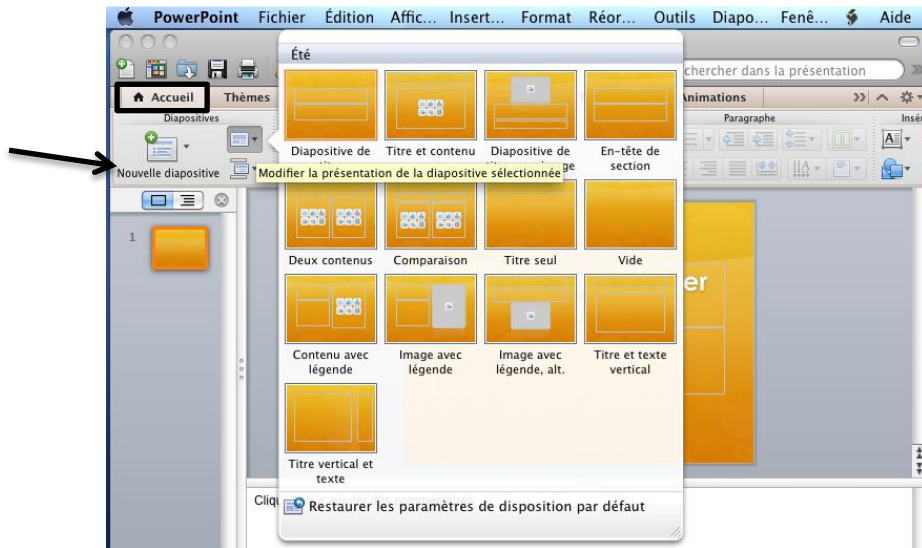 PowerPoint Fichier Édition Affic... Insert... Format Réor... Outils Diapo... Fenê... Aide
Été
chercher dans la présentation
Accueil Thèmes Animations
Diapositives Paragraphe Insé
Nouvelle diapositive
Diapositive de Titre et contenu Diapositive de En-tête de
section
Modifier la présentation de la diapositive sélectionnée
1
Deux contenus Comparaison Titre seul Vide
er
Contenu avec Image avec Image avec Titre et texte
légende légende légende, alt. vertical
Titre vertical et
texte
Cliq
Restaurer les paramètres de disposition par défaut